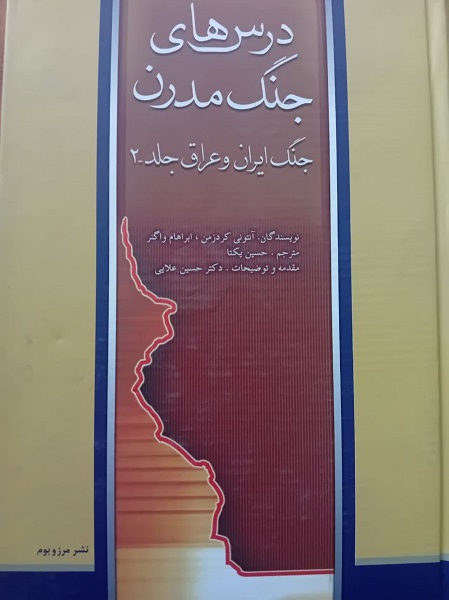 درس‌های
جنگ مدرن
جنگ ایران و عراق جلد-۲
نویسندگان. آنتونی کردزمن ، ابراهام واگنر
مترجم . حسین یکتا
مقدمه و توضیحات . دکتر حسین علایی
نشر مرز و بوم